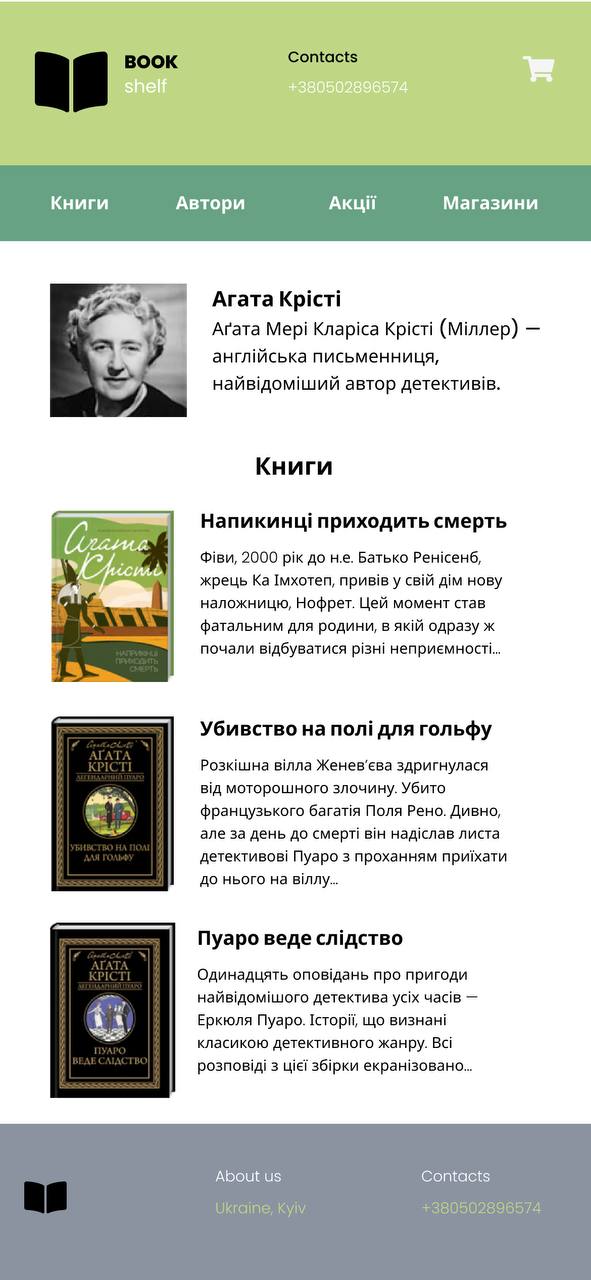 BOOK
shelf
Contacts
+380502896574
Книги
Автори
Акції
Магазини
Агата Крісті
Аґата Мері Кларіса Крісті (Міллер) —
англійська письменниця,
найвідоміший автор детективів.
Книги
Агата
Крісті
НАПРИКІНЦІ
ПРИХОДИТЬ
СМЕРТЬ
Напикинці приходить смерть
Фіви, 2000 рік до н.е. Батько Ренісенб,
жрець Ка Імхотеп, привів у свій дім нову
наложницю, Нофрет. Цей момент став
фатальним для родини, в якій одразу ж
почали відбуватися різні неприємності...
Agatha Christie
АҐАТА
КРІСТІ
ЛЕГЕНДАРНИЙ ПУАРО
УБИВСТВО НА ПОЛІ
ДЛЯ ГОЛЬФУ
Убивство на полі для гольфу
Розкішна вілла Женев’єва здригнулася
від моторошного злочину. Убито
французького багатія Поля Рено. Дивно,
але за день до смерті він надіслав листа
детективові Пуаро з проханням приїхати
до нього на віллу...
Agatha Christie
АҐАТА
КРІСТІ
ЛЕГЕНДАРНИЙ ПУАРО
ПУАРО
ВЕДЕ СЛІДСТВО
Пуаро веде слідство
Одинадцять оповідань про пригоди
найвідомішого детектива усіх часів —
Еркюля Пуаро. Історії, що визнані
класикою детективного жанру. Всі
розповіді з цієї збірки екранізовано...
About us
Ukraine, Kyiv
Contacts
+380502896574